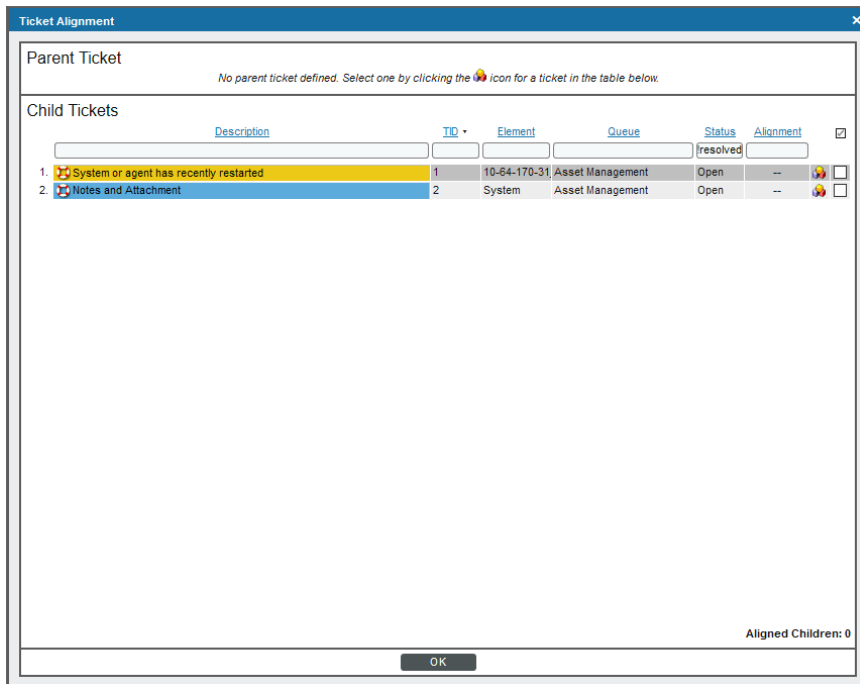 Ticket Alignment
Parent Ticket
No parent ticket defined. Select one by clicking the icon for a ticket in the table below.
Child Tickets
Description TID Element Queue Status Alignment
!resolved
1. System or agent has recently restarted 1 10-64-170-31 Asset Management Open --
2. Notes and Attachment 2 System Asset Management Open --
Aligned Children: 0
OK